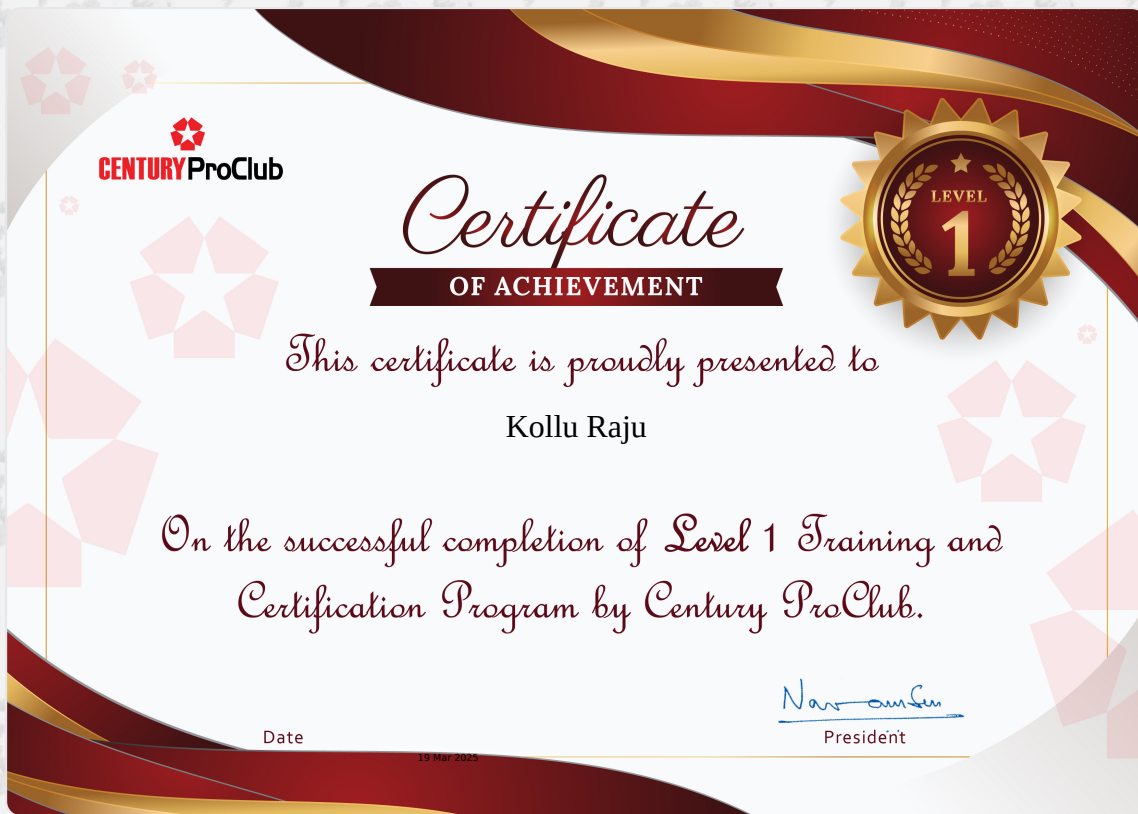 CENTURY ProClub
LEVEL
1
Certificate
OF ACHIEVEMENT
This certificate is proudly presented to
Kollu Raju
On the successful completion of Level 1 Training and
Certification Program by Century ProClub.
Date
19 Mar 2025
President